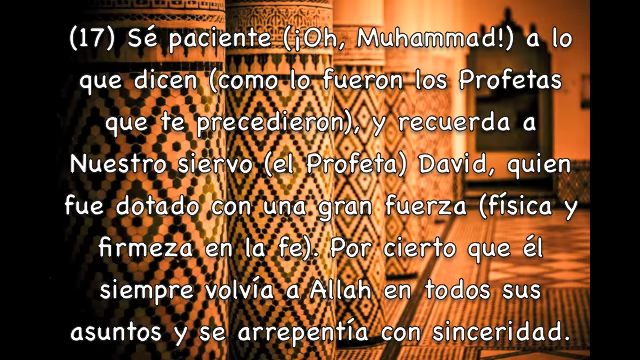 (17) Sé paciente (¡Oh, Muhammad!) a lo
que dicen (como lo fueron los Profetas
que te precedieron), y recuerda a
Nuestro siervo (el Profeta) David, quien
fue dotado con una gran fuerza (física y
firmeza en la fe). Por cierto que él
siempre volvía a Allah en todos sus
asuntos y se arrepentía con sinceridad.